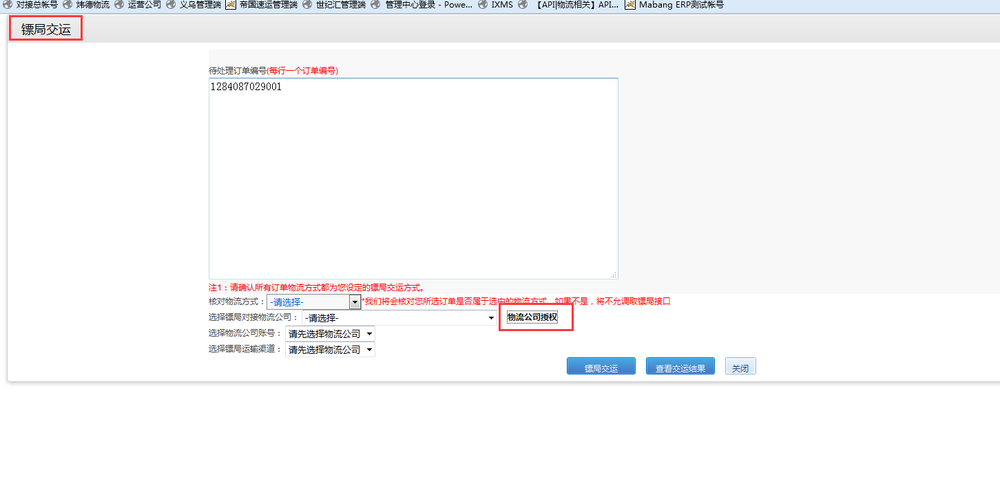 对接总帐号 炜德物流 运营公司 义乌管理端 帝国速运管理端 世纪汇管理端 管理中心登录 - Powe... IXMS 【API|物流相关】API... Mabang ERP测试帐号
镖局交运
待处理订单编号(每行一个订单编号)
1284087029001
注1：请确认所有订单物流方式都为您设定的镖局交运方式。
核对物流方式： -请选择- *我们将会核对您所选订单是否属于选中的物流方式，如果不是，将不允调取镖局接口
选择镖局对接物流公司： -请选择- 物流公司授权
选择物流公司账号： 请先选择物流公司
选择镖局运输渠道： 请先选择物流公司
镖局交运 查看交运结果 关闭